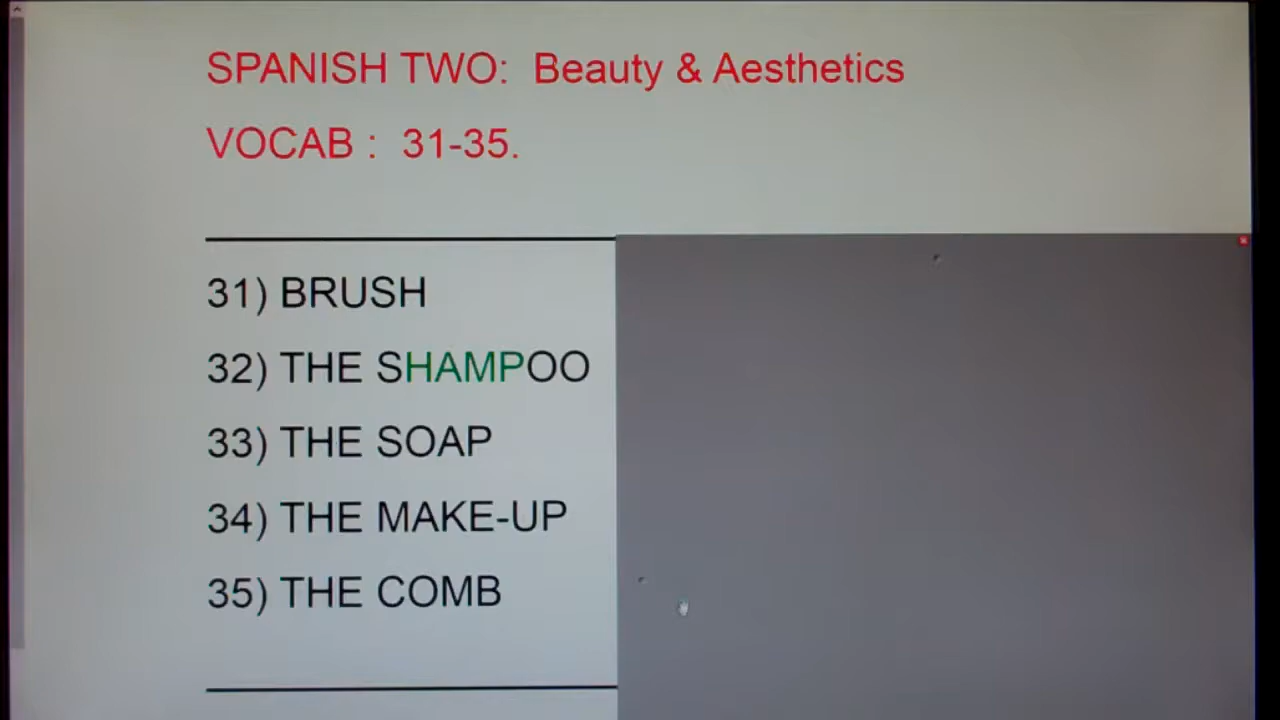 SPANISH TWO: Beauty & Aesthetics
VOCAB : 31-35.
31) BRUSH
32) THE SHAMPOO
33) THE SOAP
34) THE MAKE-UP
35) THE COMB